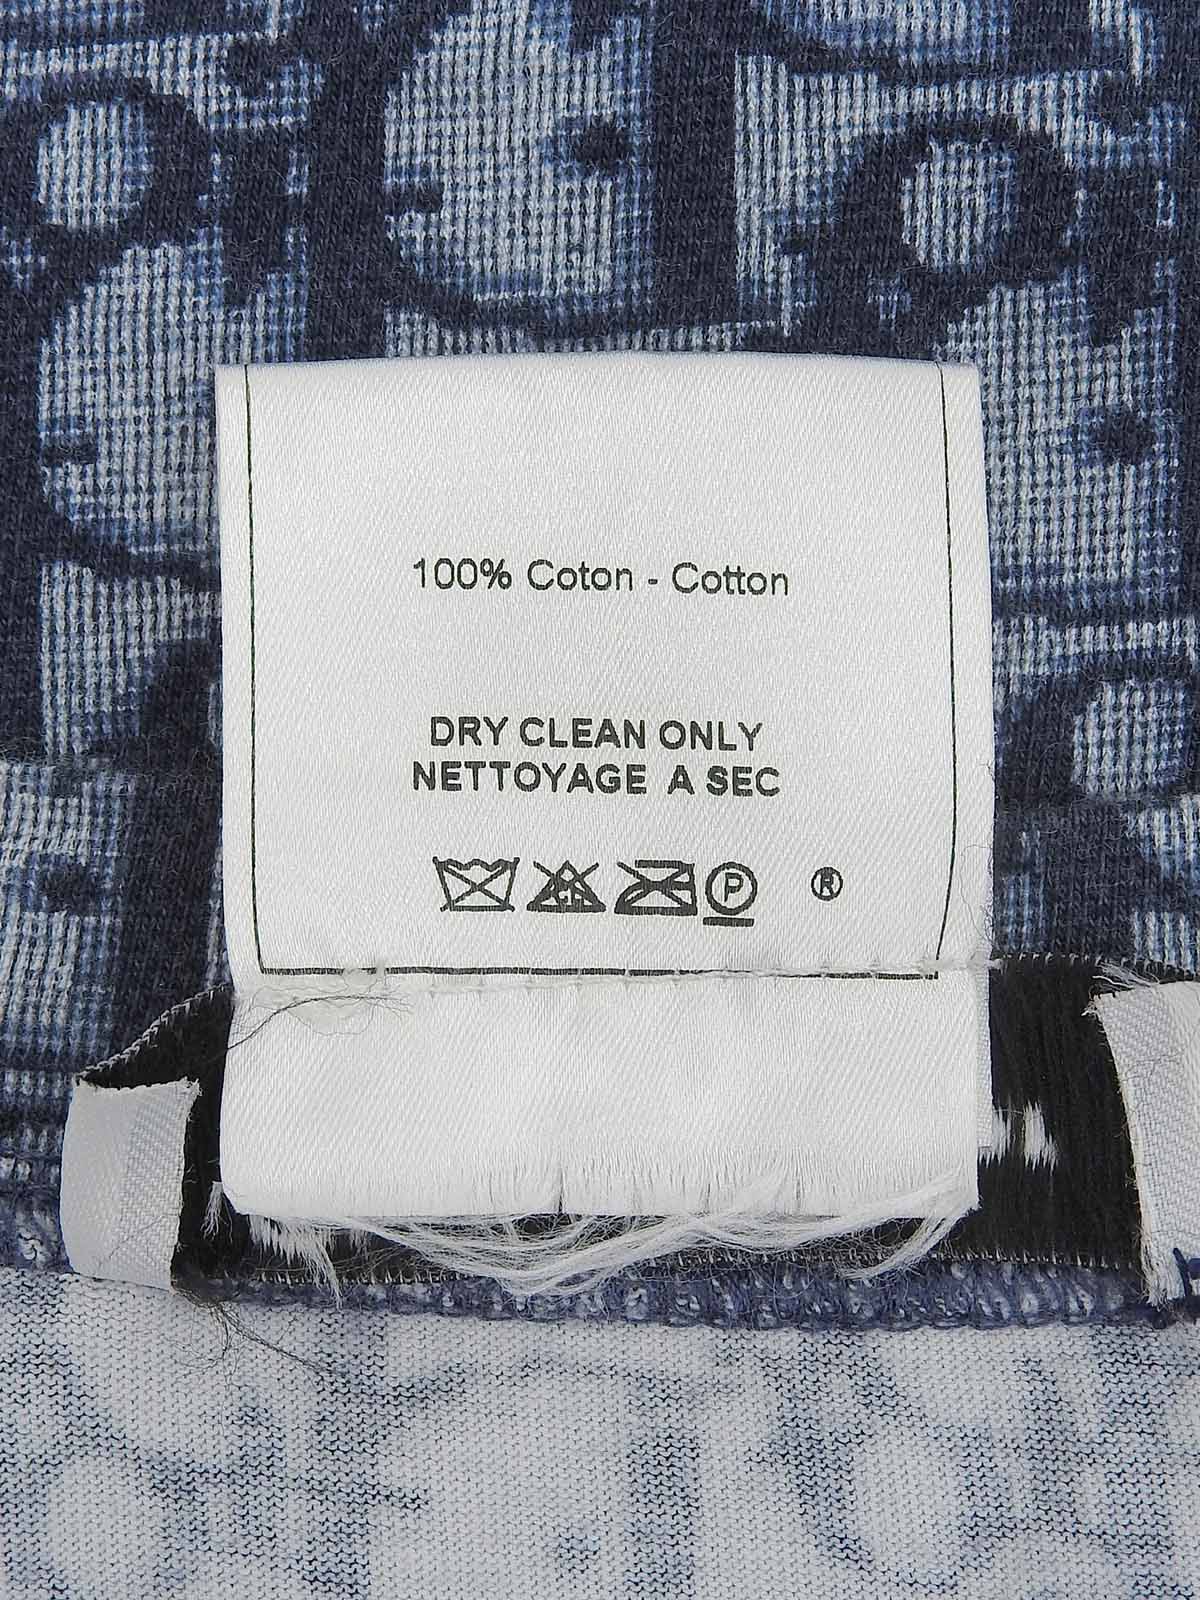 100% Coton - Cotton
DRY CLEAN ONLY
NETTOYAGE A SEC
P ®